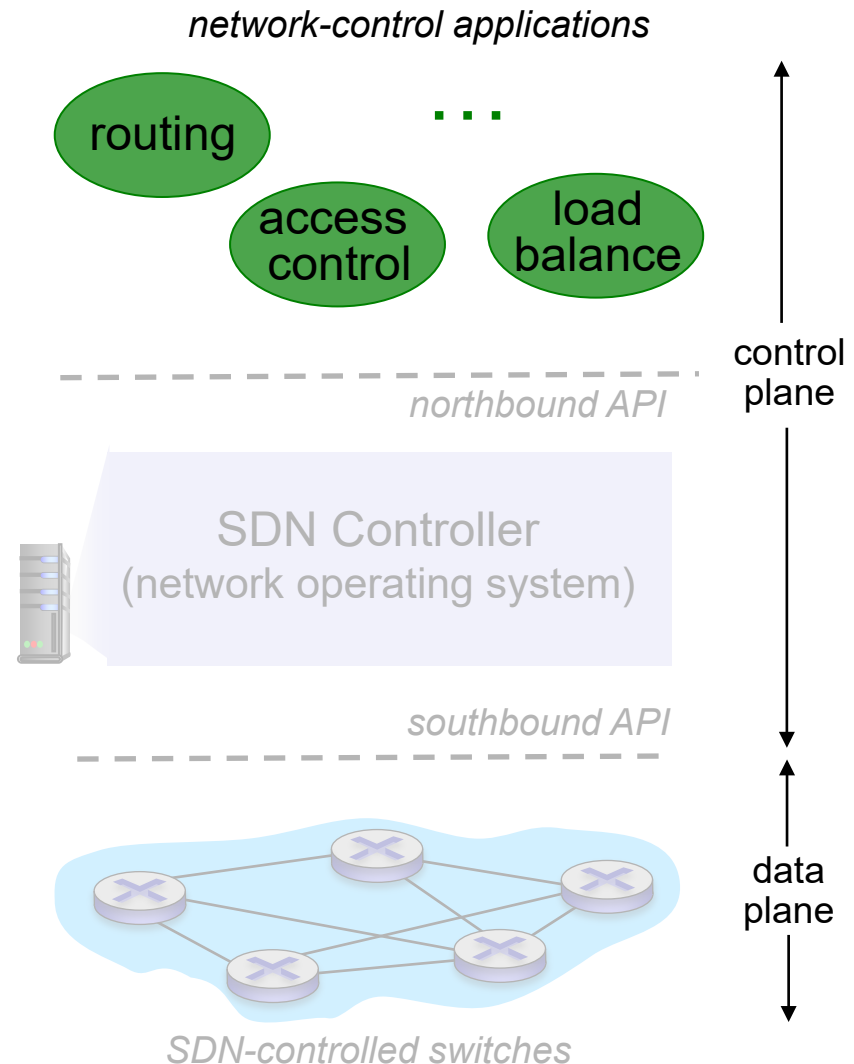 network-control applications
routing
...
access
control
load
balance
control
plane
northbound API
SDN Controller
(network operating system)
southbound API
data
plane
SDN-controlled switches